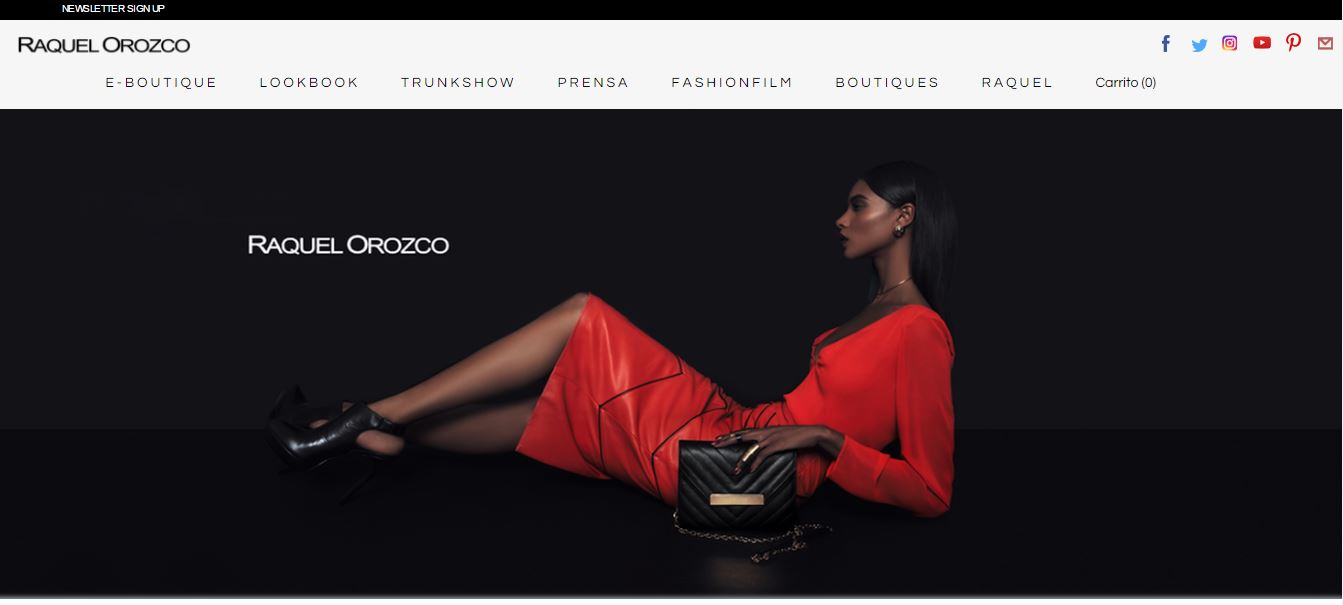 NEWSLETTER SIGN UP
RAQUEL OROZCO
E-BOUTIQUE LOOKBOOK TRUNKSHOW PRENSA FASHIONFILM BOUTIQUES RAQUEL Carrito (0)
RAQUEL OROZCO